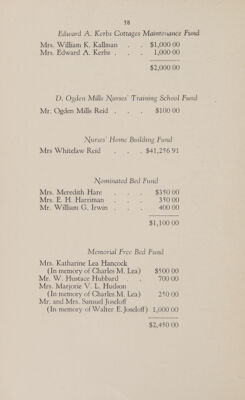 58
Edward A. Kerbs Cottages Maintenance Fund
Mrs. William K. Kallman . . $1,000 00
Mrs. Edward A. Kerbs . . . 1,000 00
$2,000 00
D. Ogden Mills Nurses' Training School Fund
Mr. Ogden Mills Reid . . . $100 00
Nurses' Home Building Fund
Mrs Whitelaw Reid . . . $41,256 91
Nominated Bed Fund
Mrs. Meredith Hare . . . $350 00
Mrs. E. H. Harriman . . . 350 00
Mr. William G. Irwin . . . 400 00
$1,100 00
Memorial Free Bed Fund
Mrs. Katharine Lea Hancock
(In memory of Charles M. Lea) $500 00
Mr. W. Hustace Hubbard . 700 00
Mrs. Marjorie V. L. Hudson
(In memory of Charles M. Lea) 250 00
Mr. and Mrs. Samuel Joseloff
(In memory of Walter E. Joseloff) 1,000 00
$2,450 00